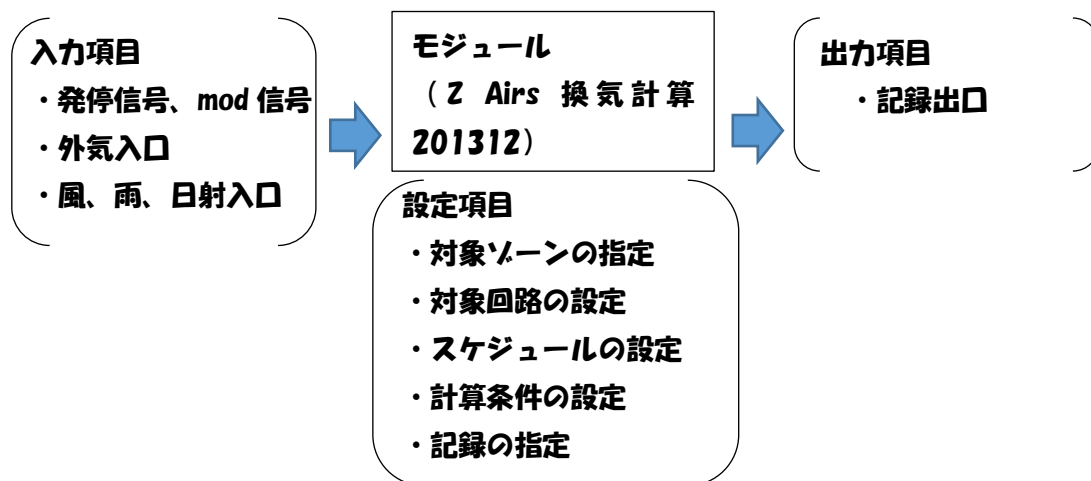 入力項目
・発停信号、mod 信号
・外気入口
・風、雨、日射入口
モジュール
（Z Airs 換気計算
201312）
設定項目
・対象ゾーンの指定
・対象回路の設定
・スケジュールの設定
・計算条件の設定
・記録の指定
出力項目
・記録出口